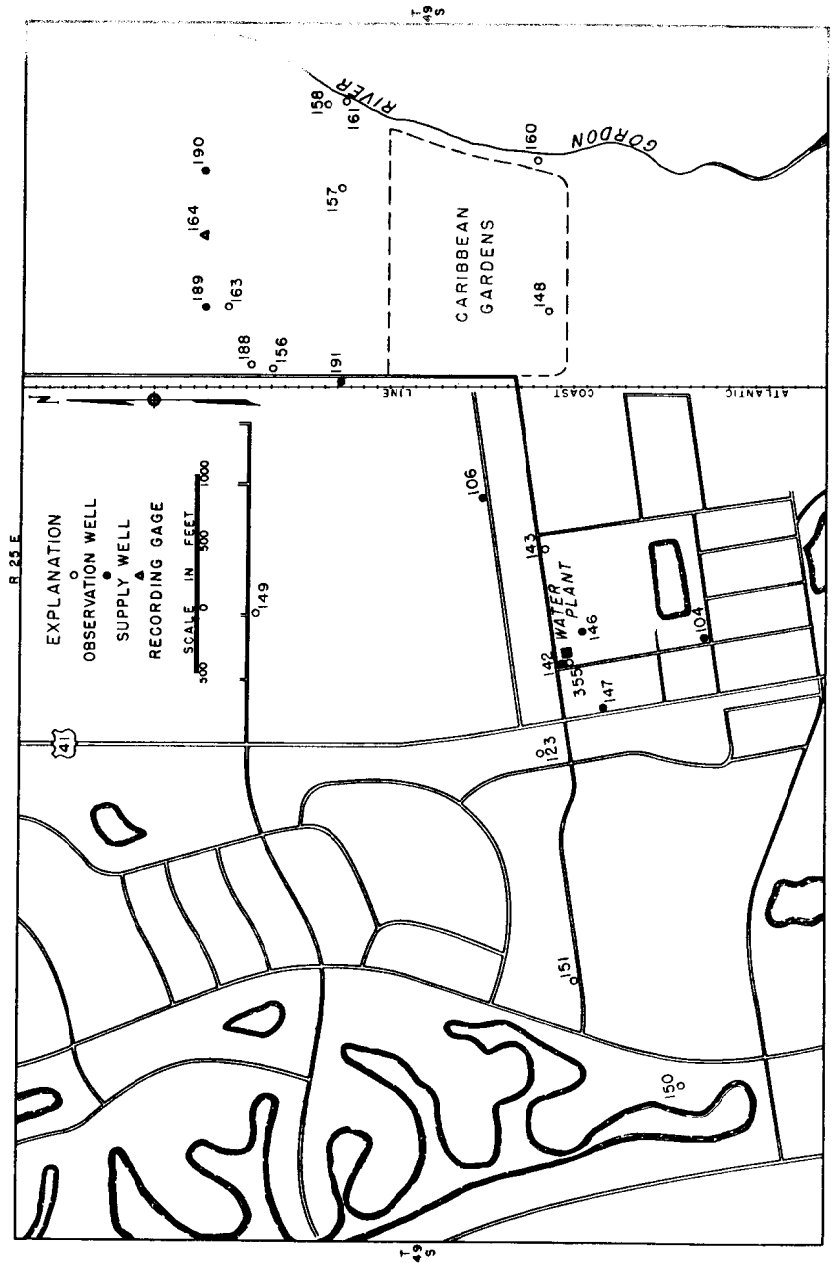 T
49
S
R 25 E
N
EXPLANATION
OBSERVATION WELL
SUPPLY WELL
RECORDING GAGE
SCALE IN FEET
500 0 500 1000
41
149
189
164
190
163
188
156
191
158
161
157
RIVER
GORDON
160
CARIBBEAN
GARDENS
148
ATLANTIC
COAST
LINE
106
143
WATER
PLANT
142
146
355
147
104
123
151
150
T
49
S